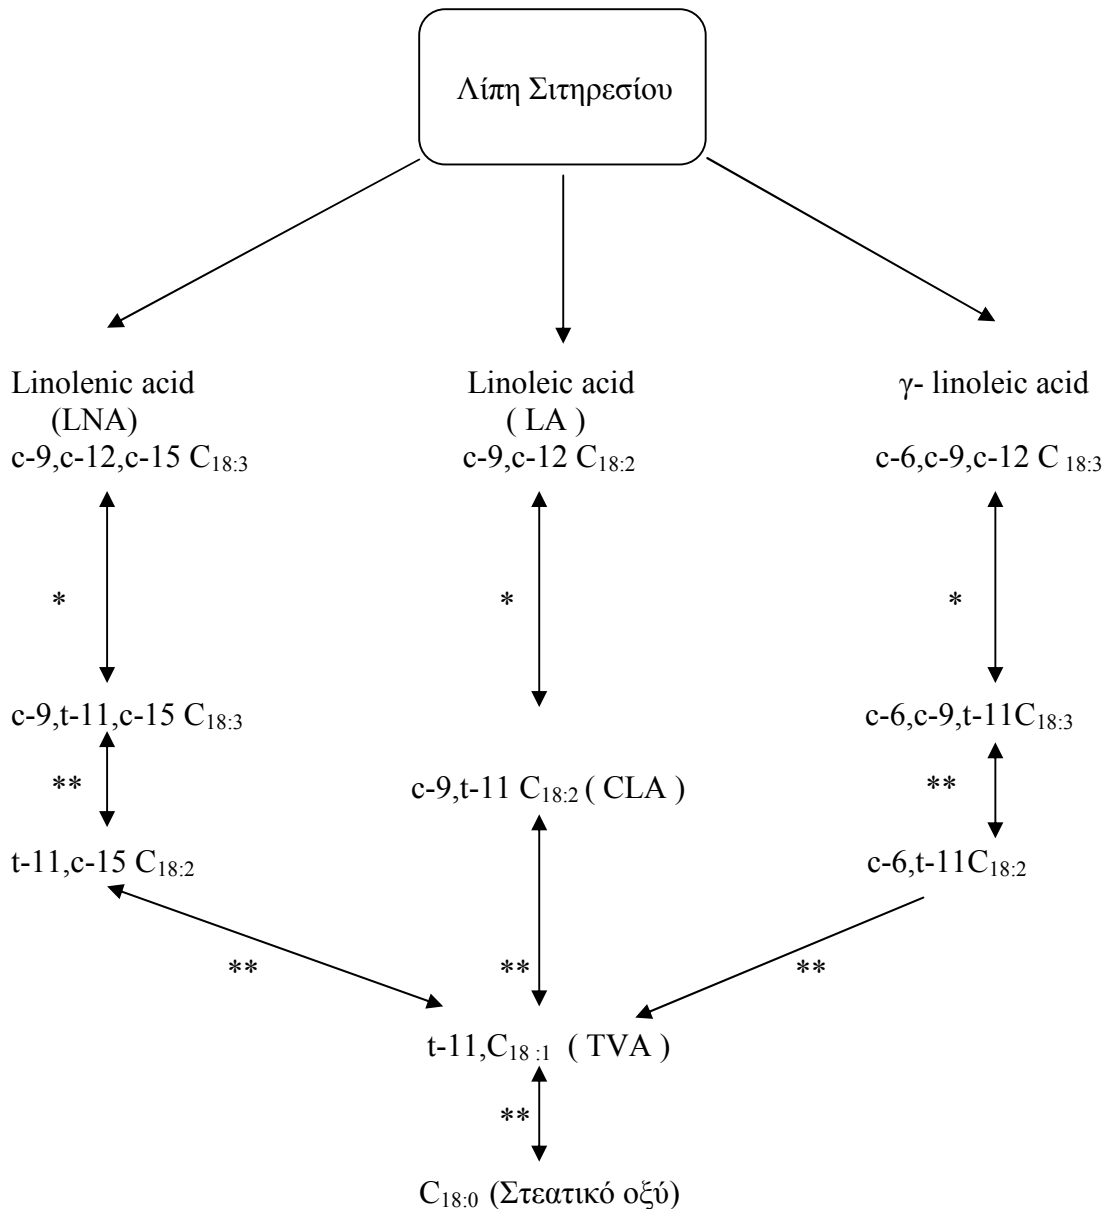 Λίπη Σιτηρεσίου
Linolenic acid
(LNA)
c-9,c-12,c-15 C18:3
Linoleic acid
( LA )
c-9,c-12 C18:2
γ- linoleic acid
c-6,c-9,c-12 C 18:3
*
*
*
c-9,t-11,c-15 C18:3
c-6,c-9,t-11C18:3
**
c-9,t-11 C18:2 ( CLA )
**
t-11,c-15 C18:2
c-6,t-11C18:2
**
**
**
t-11,C18 :1 ( TVA )
**
C18:0 (Στεατικό οξύ)